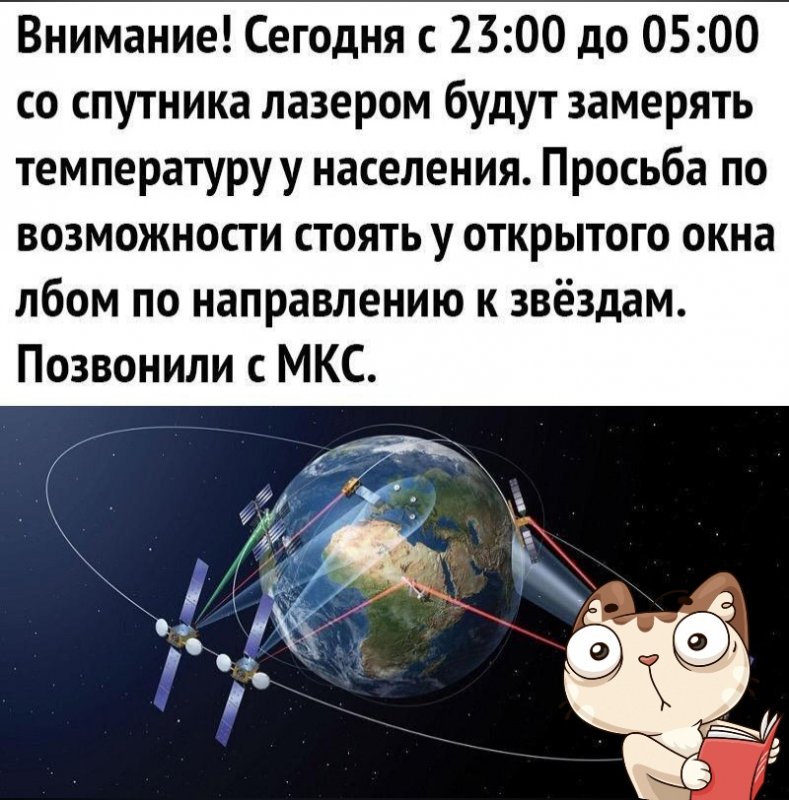 Внимание! Сегодня с 23:00 до 05:00
со спутника лазером будут замерять
температуру у населения. Просьба по
возможности стоять у открытого окна
лбом по направлению к звёздам.
Позвонили с МКС.